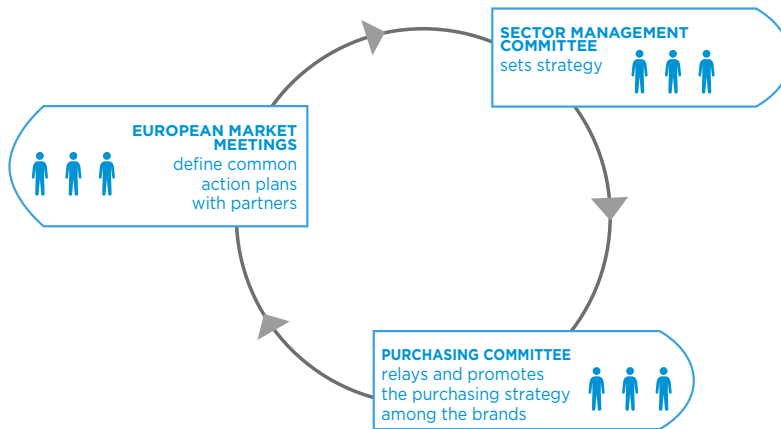 SECTOR MANAGEMENT
COMMITTEE
sets strategy
EUROPEAN MARKET
MEETINGS
define common
action plans
with partners
PURCHASING COMMITTEE
relays and promotes
the purchasing strategy
among the brands